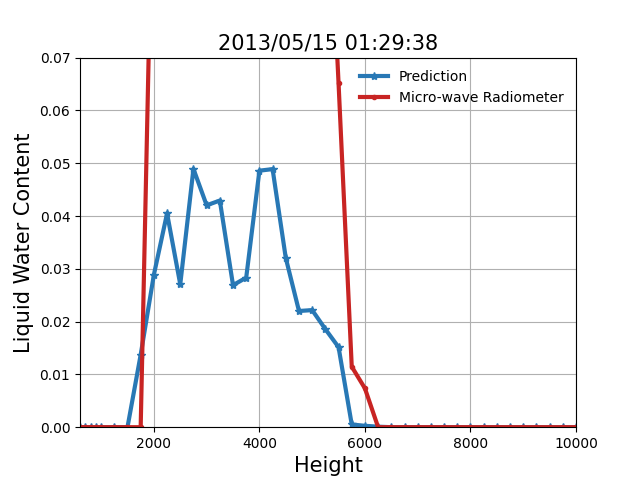 2013/05/15 01:29:38
Prediction
Micro-wave Radiometer
Liquid Water Content
0.07
0.06
0.05
0.04
0.03
0.02
0.01
0.00
2000 4000 6000 8000 10000
Height